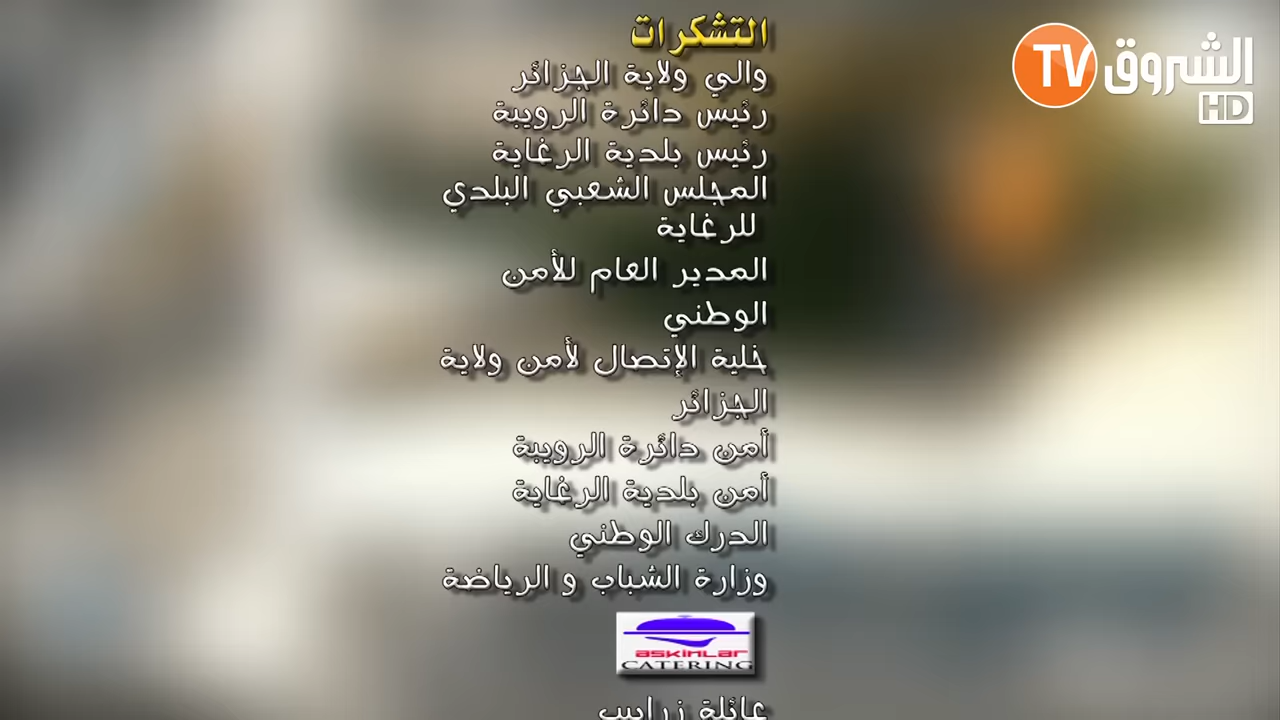 التشكرات
والي ولاية الجزائر
رئيس دائرة الرويبة
رئيس بلدية الرغاية
المجلس الشعبي البلدي
للرغاية
المدير العام للأمن
الوطني
خلية الإتصال لأمن ولاية
الجزائر
أمن دائرة الرويبة
أمن بلدية الرغاية
الدرك الوطني
وزارة الشباب و الرياضة
askinlar
CATERING
عائلة زرابيب
الشروق TV
HD